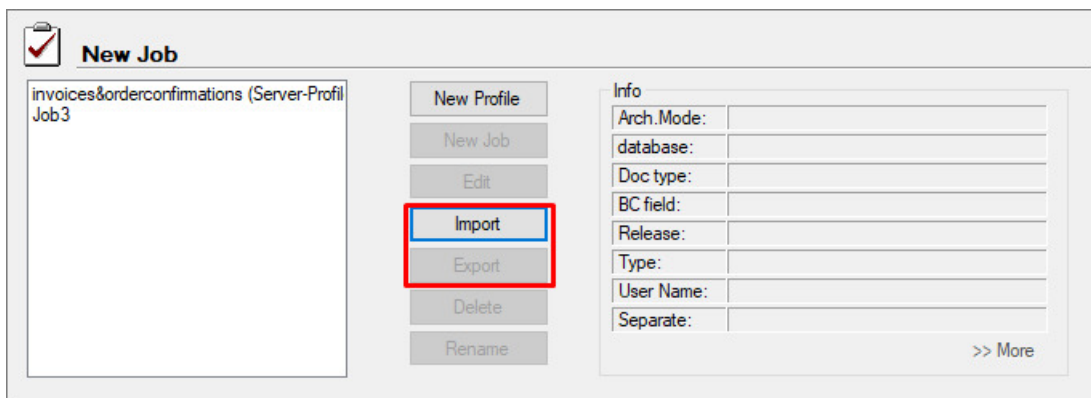 New Job
invoices&orderconfirmations (Server-Profil
Job3
New Profile
New Job
Edit
Import
Export
Delete
Rename
Info
Arch.Mode:
database:
Doc type:
BC field:
Release:
Type:
User Name:
Separate:
>> More